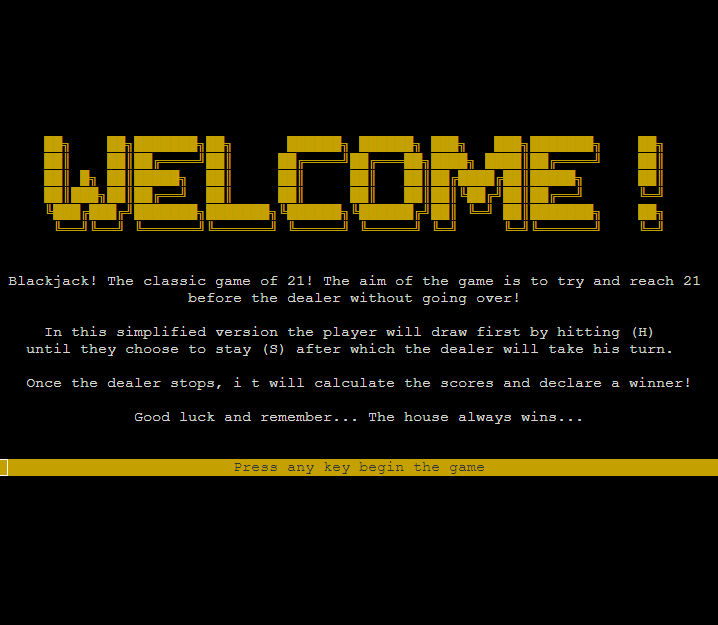 WELCOME!
Blackjack! The classic game of 21! The aim of the game is to try and reach 21
before the dealer without going over!
In this simplified version the player will draw first by hitting (H)
until they choose to stay (S) after which the dealer will take his turn.
Once the dealer stops, i t will calculate the scores and declare a winner!
Good luck and remember... The house always wins...
Press any key begin the game